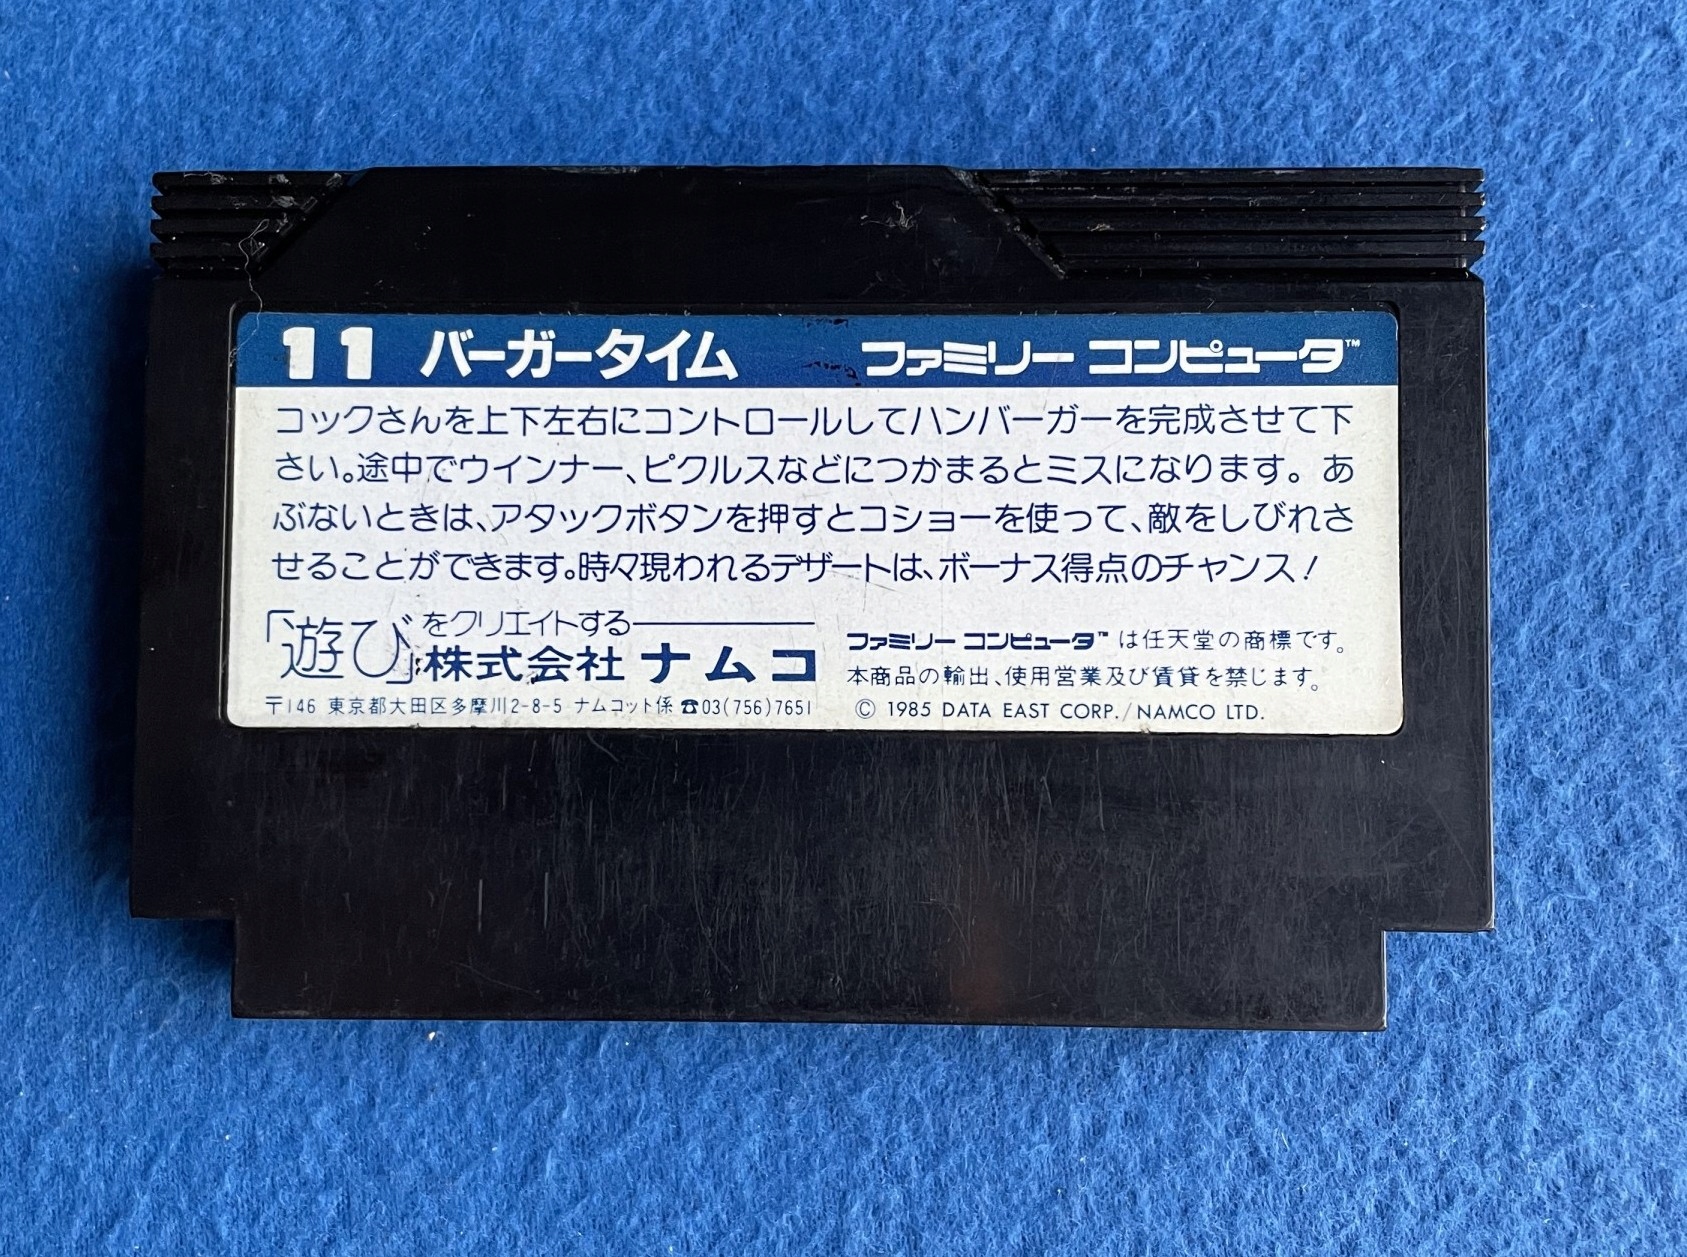 11 バーガータイム ファミリー コンピュータ™
コックさんを上下左右にコントロールしてハンバーガーを完成させて下
さい。途中でウインナー、ピクルスなどにつかまるとミスになります。あ
ぶないときは、アタックボタンを押すとコショーを使って、敵をしびれさ
せることができます。時々現われるデザートは、ボーナス得点のチャンス!
「遊び」をクリエイトする
株式会社ナムコ
〒146 東京都大田区多摩川2-8-5 ナムコット係 ☎03(756)7651
ファミリー コンピュータ™ は任天堂の商標です。
本商品の輸出、使用営業及び賃貸を禁じます。
© 1985 DATA EAST CORP./NAMCO LTD.